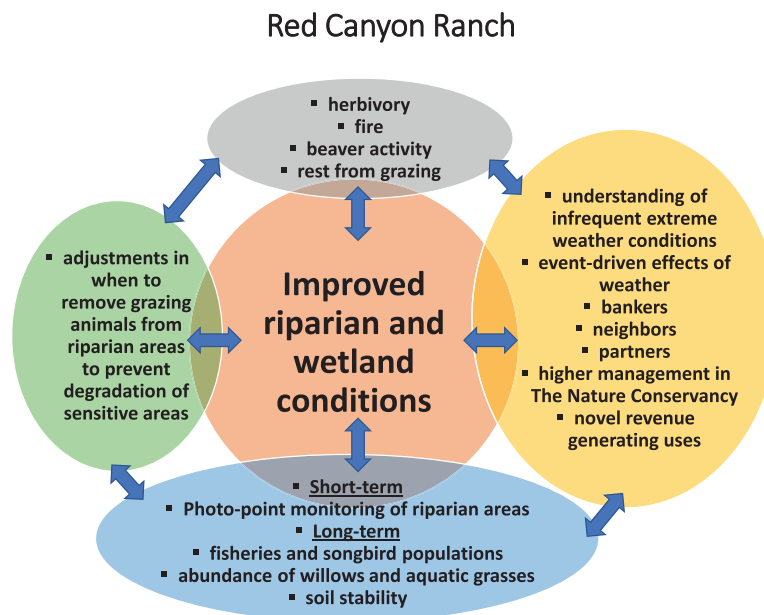 Red Canyon Ranch
▪ herbivory
▪ fire
▪ beaver activity
▪ rest from grazing
▪ adjustments in
when to
remove grazing
animals from
riparian areas
to prevent
degradation of
sensitive areas
Improved
riparian and
wetland
conditions
▪ understanding of
infrequent extreme
weather conditions
▪ event-driven effects of
weather
▪ bankers
▪ neighbors
▪ partners
▪ higher management in
The Nature Conservancy
▪ novel revenue
generating uses
▪ Short-term
▪ Photo-point monitoring of riparian areas
▪ Long-term
▪ fisheries and songbird populations
▪ abundance of willows and aquatic grasses
▪ soil stability